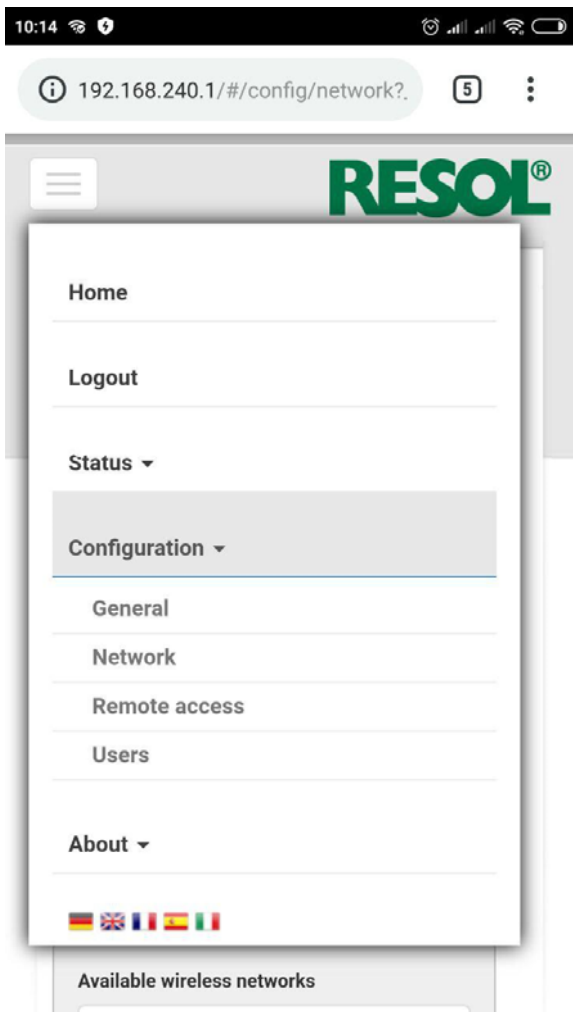 10:14
192.168.240.1/#/config/network?
5
RESOL®
Home
Logout
Status
Configuration
General
Network
Remote access
Users
About
Available wireless networks